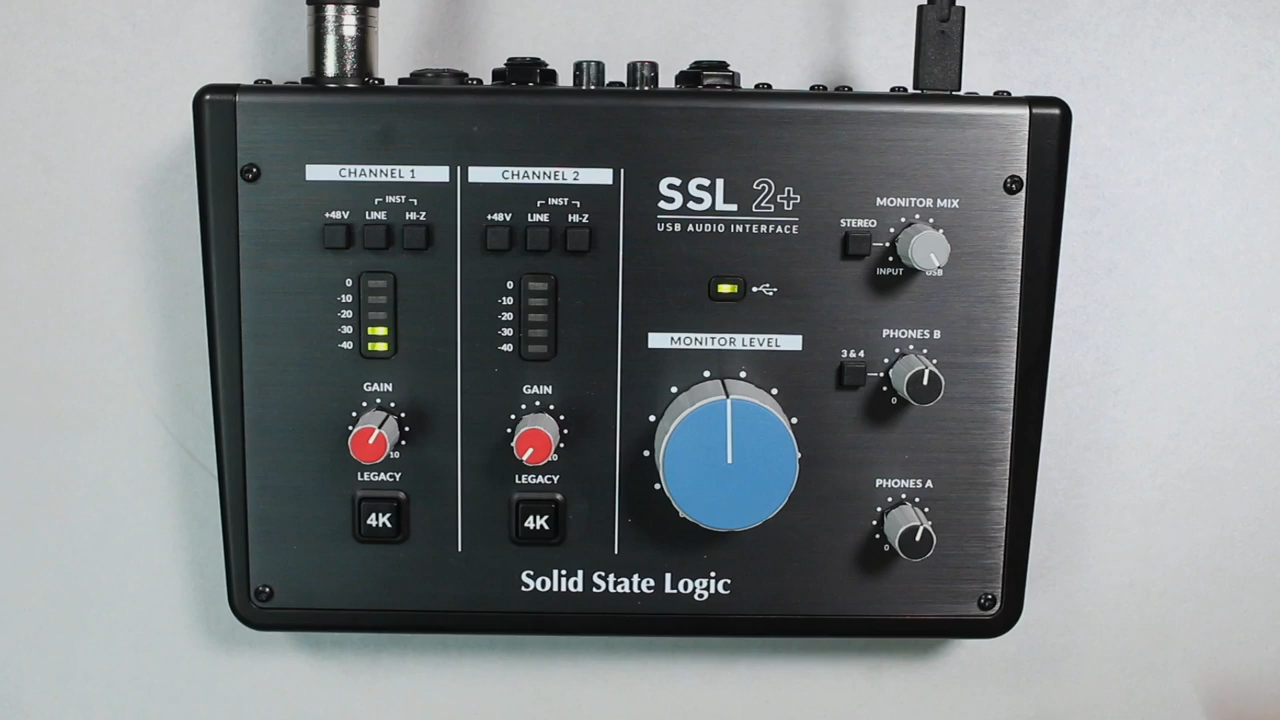 CHANNEL 1
INST
+48V LINE HI-Z
0
-10
-20
-30
-40
GAIN
10
LEGACY
4K
CHANNEL 2
INST
+48V LINE HI-Z
0
-10
-20
-30
-40
GAIN
10
LEGACY
4K
SSL 2+
USB AUDIO INTERFACE
MONITOR LEVEL
MONITOR MIX
STEREO
INPUT USB
PHONES B
3 & 4
0
PHONES A
0
Solid State Logic